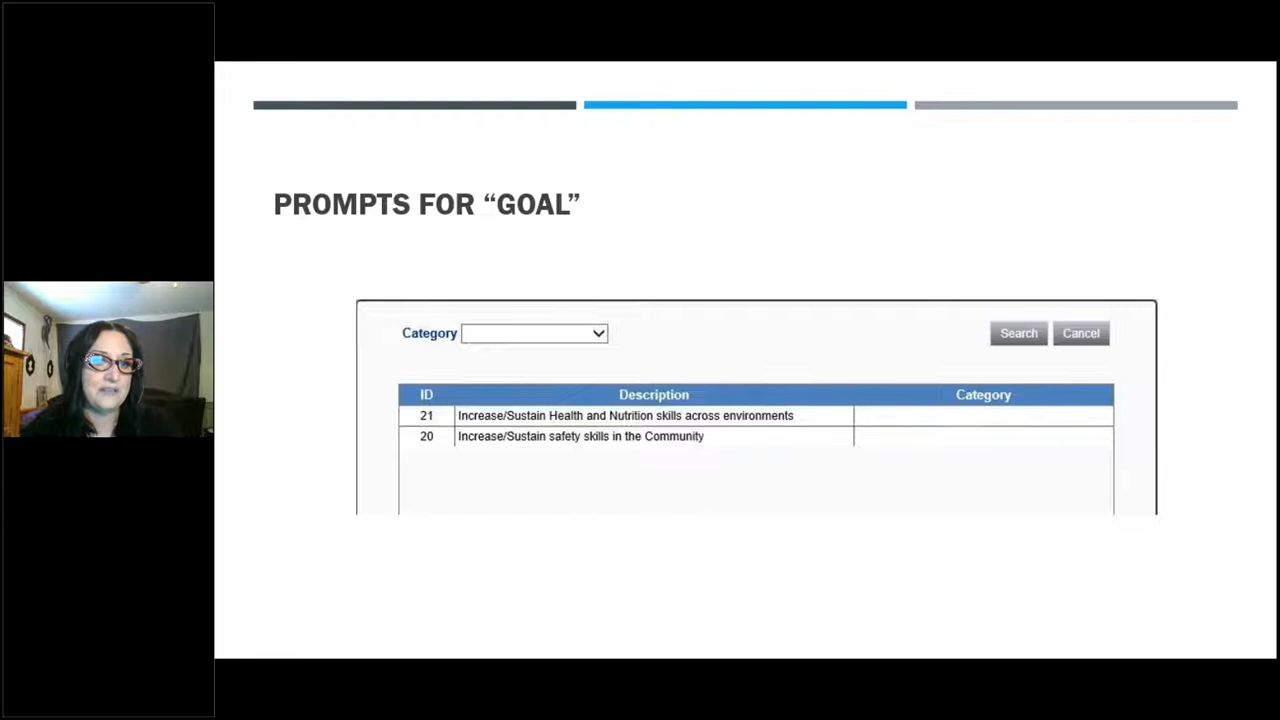 PROMPTS FOR “GOAL”
Category Search Cancel
ID Description Category
21 Increase/Sustain Health and Nutrition skills across environments
20 Increase/Sustain safety skills in the Community